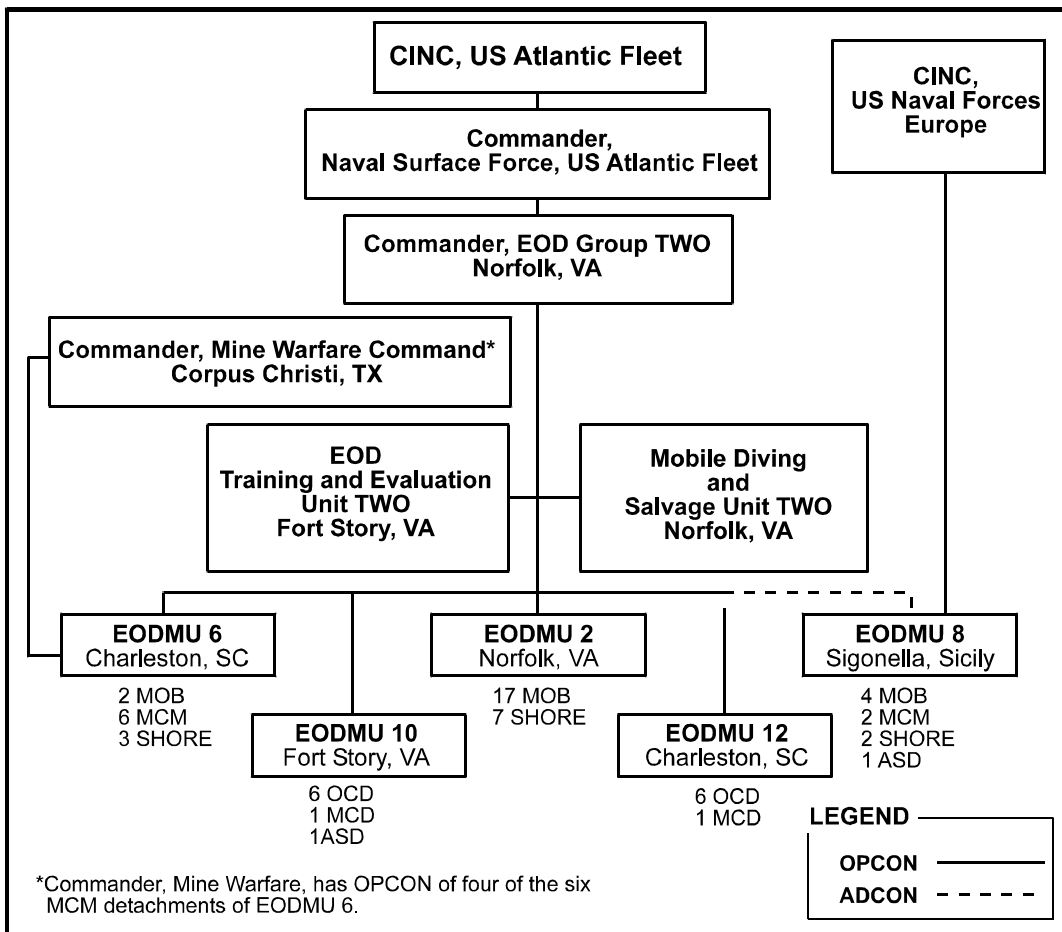 CINC, US Atlantic Fleet
CINC,
US Naval Forces
Europe
Commander,
Naval Surface Force, US Atlantic Fleet
Commander, EOD Group TWO
Norfolk, VA
Commander, Mine Warfare Command*
Corpus Christi, TX
EOD
Training and Evaluation
Unit TWO
Fort Story, VA
Mobile Diving
and
Salvage Unit TWO
Norfolk, VA
EODMU 6
Charleston, SC
2 MOB
6 MCM
3 SHORE
EODMU 10
Fort Story, VA
6 OCD
1 MCD
1ASD
EODMU 2
Norfolk, VA
17 MOB
7 SHORE
EODMU 12
Charleston, SC
6 OCD
1 MCD
EODMU 8
Sigonella, Sicily
4 MOB
2 MCM
2 SHORE
1 ASD
LEGEND
OPCON
ADCON
*Commander, Mine Warfare, has OPCON of four of the six
MCM detachments of EODMU 6.